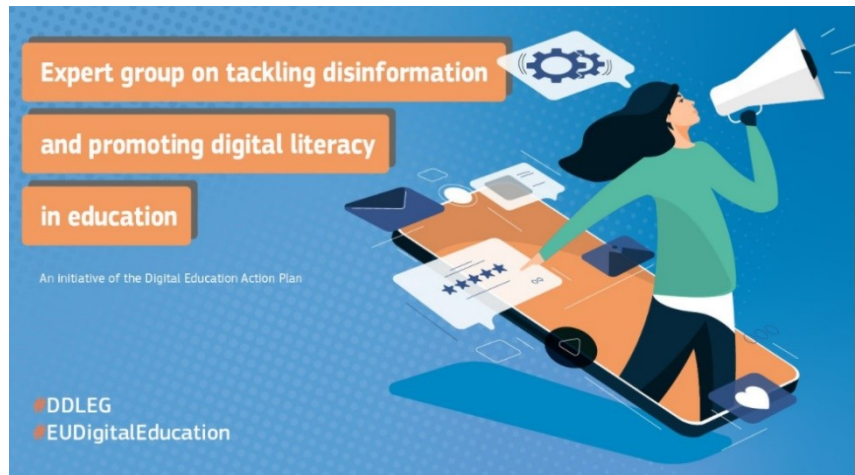 Expert group on tackling disinformation
and promoting digital literacy
in education
An initiative of the Digital Education Action Plan
#DDLEG
#EUDigitalEducation